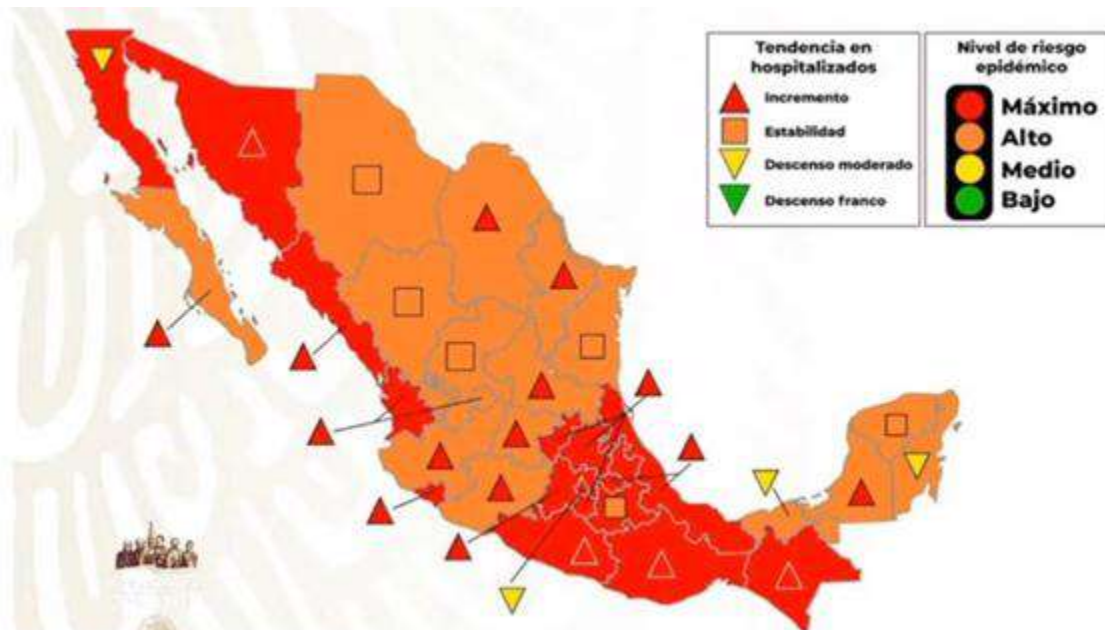 Tendencia en
hospitalizados
Incremento
Estabilidad
Descenso moderado
Descenso franco
Nivel de riesgo
epidémico
Máximo
Alto
Medio
Bajo